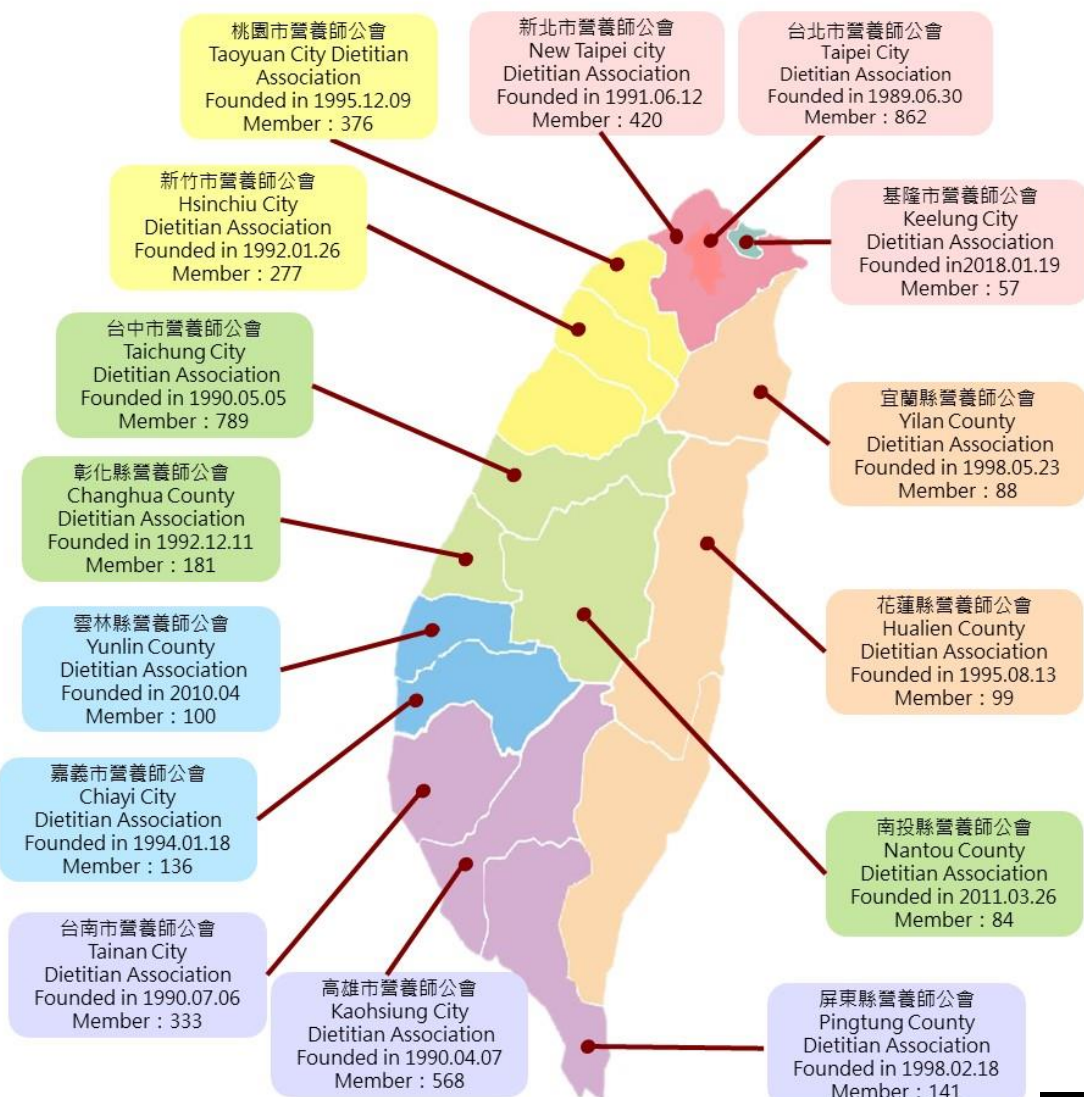 桃園市營養師公會
Taoyuan City Dietitian
Association
Founded in 1995.12.09
Member：376
新北市營養師公會
New Taipei city
Dietitian Association
Founded in 1991.06.12
Member：420
台北市營養師公會
Taipei City
Dietitian Association
Founded in 1989.06.30
Member：862
新竹市營養師公會
Hsinchiu City
Dietitian Association
Founded in 1992.01.26
Member：277
基隆市營養師公會
Keelung City
Dietitian Association
Founded in2018.01.19
Member：57
台中市營養師公會
Taichung City
Dietitian Association
Founded in 1990.05.05
Member：789
宜蘭縣營養師公會
Yilan County
Dietitian Association
Founded in 1998.05.23
Member：88
彰化縣營養師公會
Changhua County
Dietitian Association
Founded in 1992.12.11
Member：181
花蓮縣營養師公會
Hualien County
Dietitian Association
Founded in 1995.08.13
Member：99
雲林縣營養師公會
Yunlin County
Dietitian Association
Founded in 2010.04
Member：100
嘉義市營養師公會
Chiayi City
Dietitian Association
Founded in 1994.01.18
Member：136
南投縣營養師公會
Nantou County
Dietitian Association
Founded in 2011.03.26
Member：84
台南市營養師公會
Tainan City
Dietitian Association
Founded in 1990.07.06
Member：333
高雄市營養師公會
Kaohsiung City
Dietitian Association
Founded in 1990.04.07
Member：568
屏東縣營養師公會
Pingtung County
Dietitian Association
Founded in 1998.02.18
Member：141